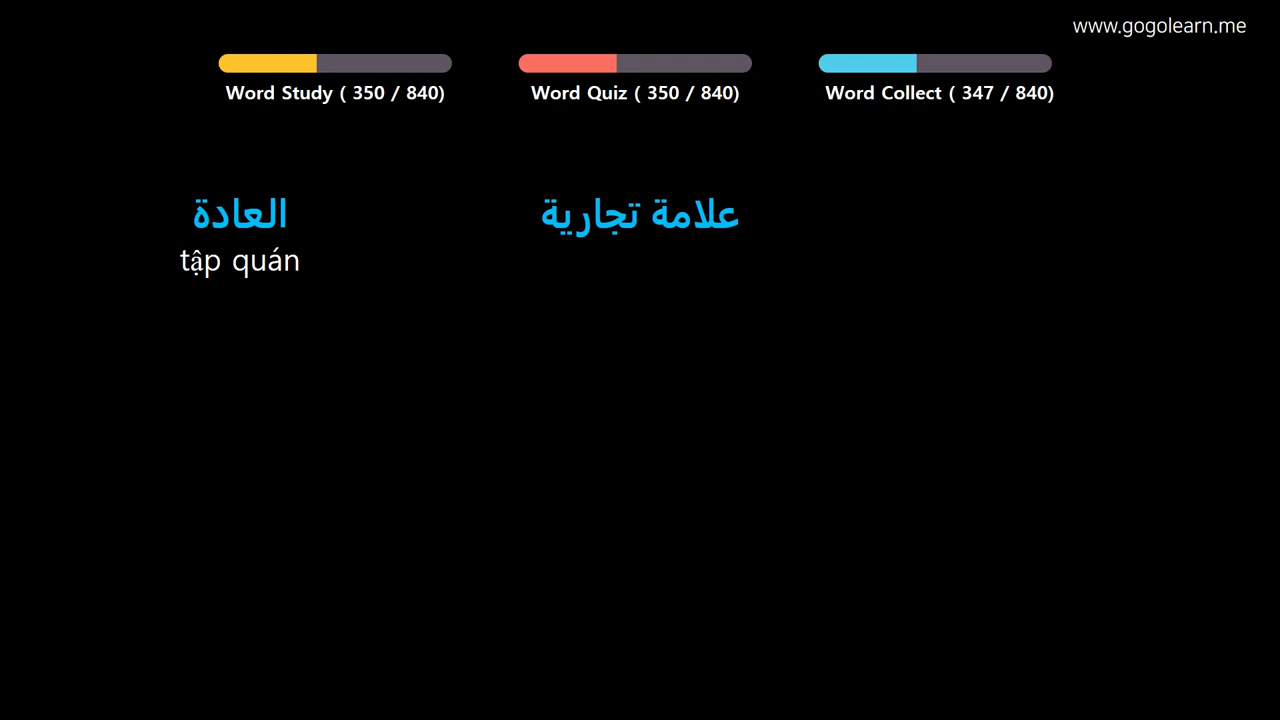 www.gogolearn.me
Word Study ( 350 / 840)
Word Quiz ( 350 / 840)
Word Collect ( 347 / 840)
العادة
tập quán
علامة تجارية